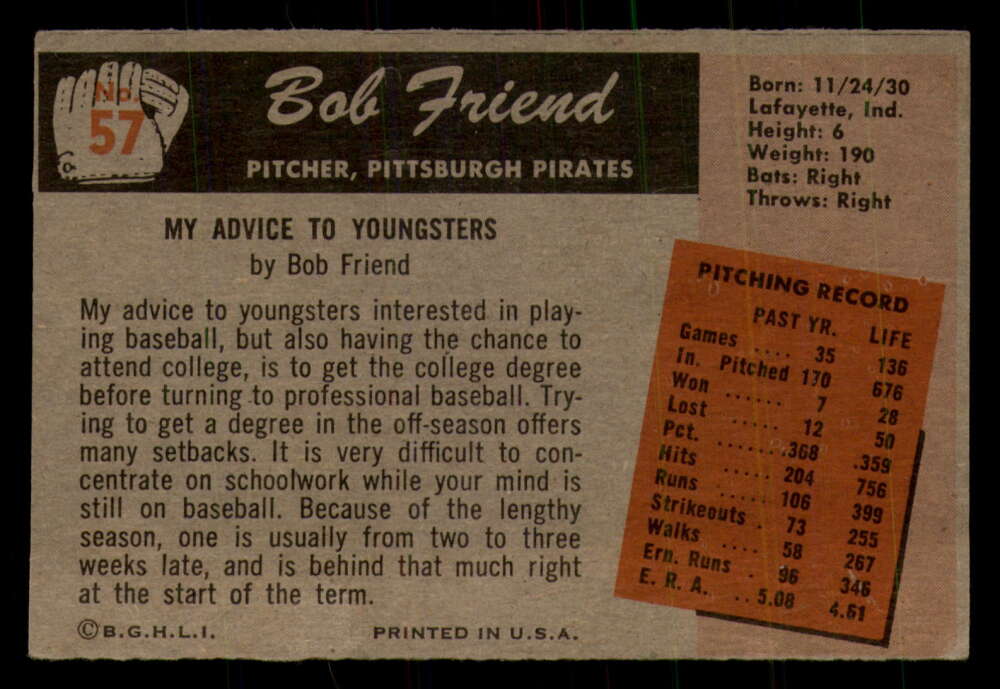 No.
57
Bob Friend
PITCHER, PITTSBURGH PIRATES
Born: 11/24/30
Lafayette, Ind.
Height: 6
Weight: 190
Bats: Right
Throws: Right
MY ADVICE TO YOUNGSTERS
by Bob Friend
My advice to youngsters interested in play-
ing baseball, but also having the chance to
attend college, is to get the college degree
before turning to professional baseball. Try-
ing to get a degree in the off-season offers
many setbacks. It is very difficult to con-
centrate on schoolwork while your mind is
still on baseball. Because of the lengthy
season, one is usually from two to three
weeks late, and is behind that much right
at the start of the term.
©B.G.H.L.I.
PRINTED IN U.S.A.
PITCHING RECORD
PAST YR. LIFE
Games .... 35 136
In. Pitched 170 676
Won ...... 7 28
Lost ..... 12 50
Pct. ...... .368 .359
Hits ..... 204 756
Runs ..... 106 399
Strikeouts . 73 255
Walks .... 58 267
Ern. Runs . 96 346
E. R. A. .. 5.08 4.61